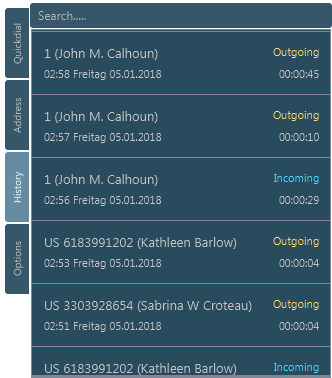 Search.....
Quickdial
Address
History
Options
1 (John M. Calhoun) Outgoing
02:58 Freitag 05.01.2018 00:00:45
1 (John M. Calhoun) Outgoing
02:57 Freitag 05.01.2018 00:00:10
1 (John M. Calhoun) Incoming
02:56 Freitag 05.01.2018 00:00:29
US 6183991202 (Kathleen Barlow) Outgoing
02:53 Freitag 05.01.2018 00:00:04
US 3303928654 (Sabrina W Croteau) Outgoing
02:51 Freitag 05.01.2018 00:00:04
US 6183991202 (Kathleen Barlow) Incoming